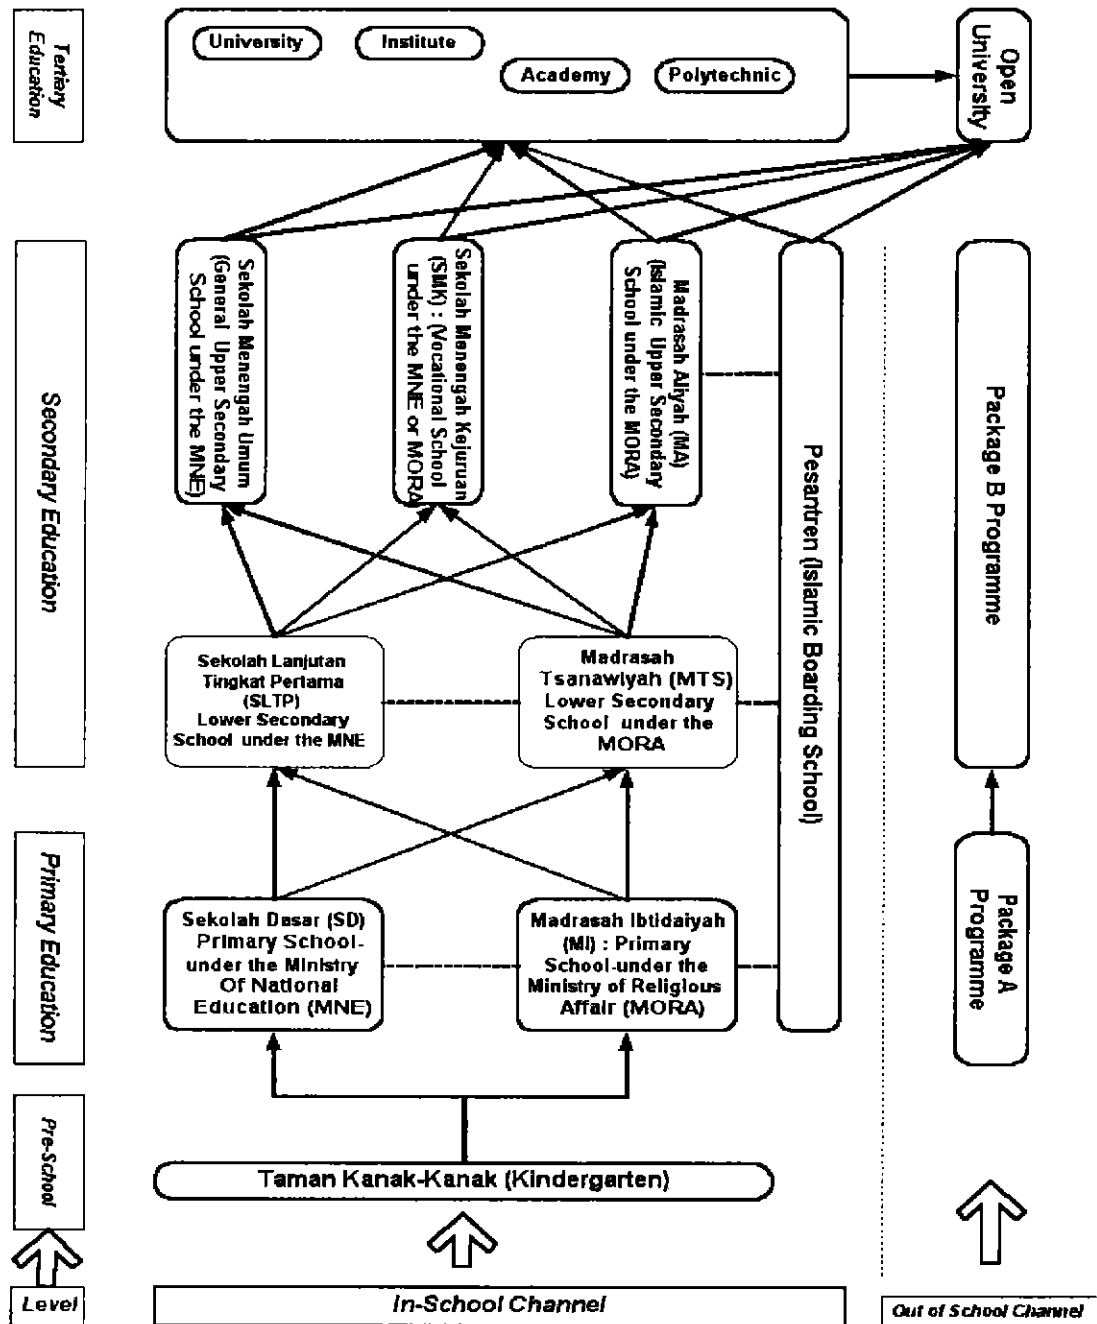 Tertiary
Education
University
Institute
Academy
Polytechnic
Open
University
Secondary Education
Sekolah Menengah Umum
(General Upper Secondary
School under the MNE)
Sekolah Menengah Kejuruan
(SMK) : (Vocational School
under the MNE or MORA
Madrasah Aliyah (MA)
(Islamic Upper Secondary
School under the MORA)
Pesantren (Islamic Boarding School)
Package B Programme
Sekolah Lanjutan
Tingkat Pertama
(SLTP)
Lower Secondary
School under the MNE
Madrasah
Tsanawiyah (MTS)
Lower Secondary
School under the
MORA
Primary Education
Sekolah Dasar (SD)
Primary School-
under the Ministry
Of National
Education (MNE)
Madrasah Ibtidaiyah
(MI) : Primary
School-under the
Ministry of Religious
Affair (MORA)
Package A
Programme
Pre-School
Taman Kanak-Kanak (Kindergarten)
Level
In-School Channel
Out of School Channel